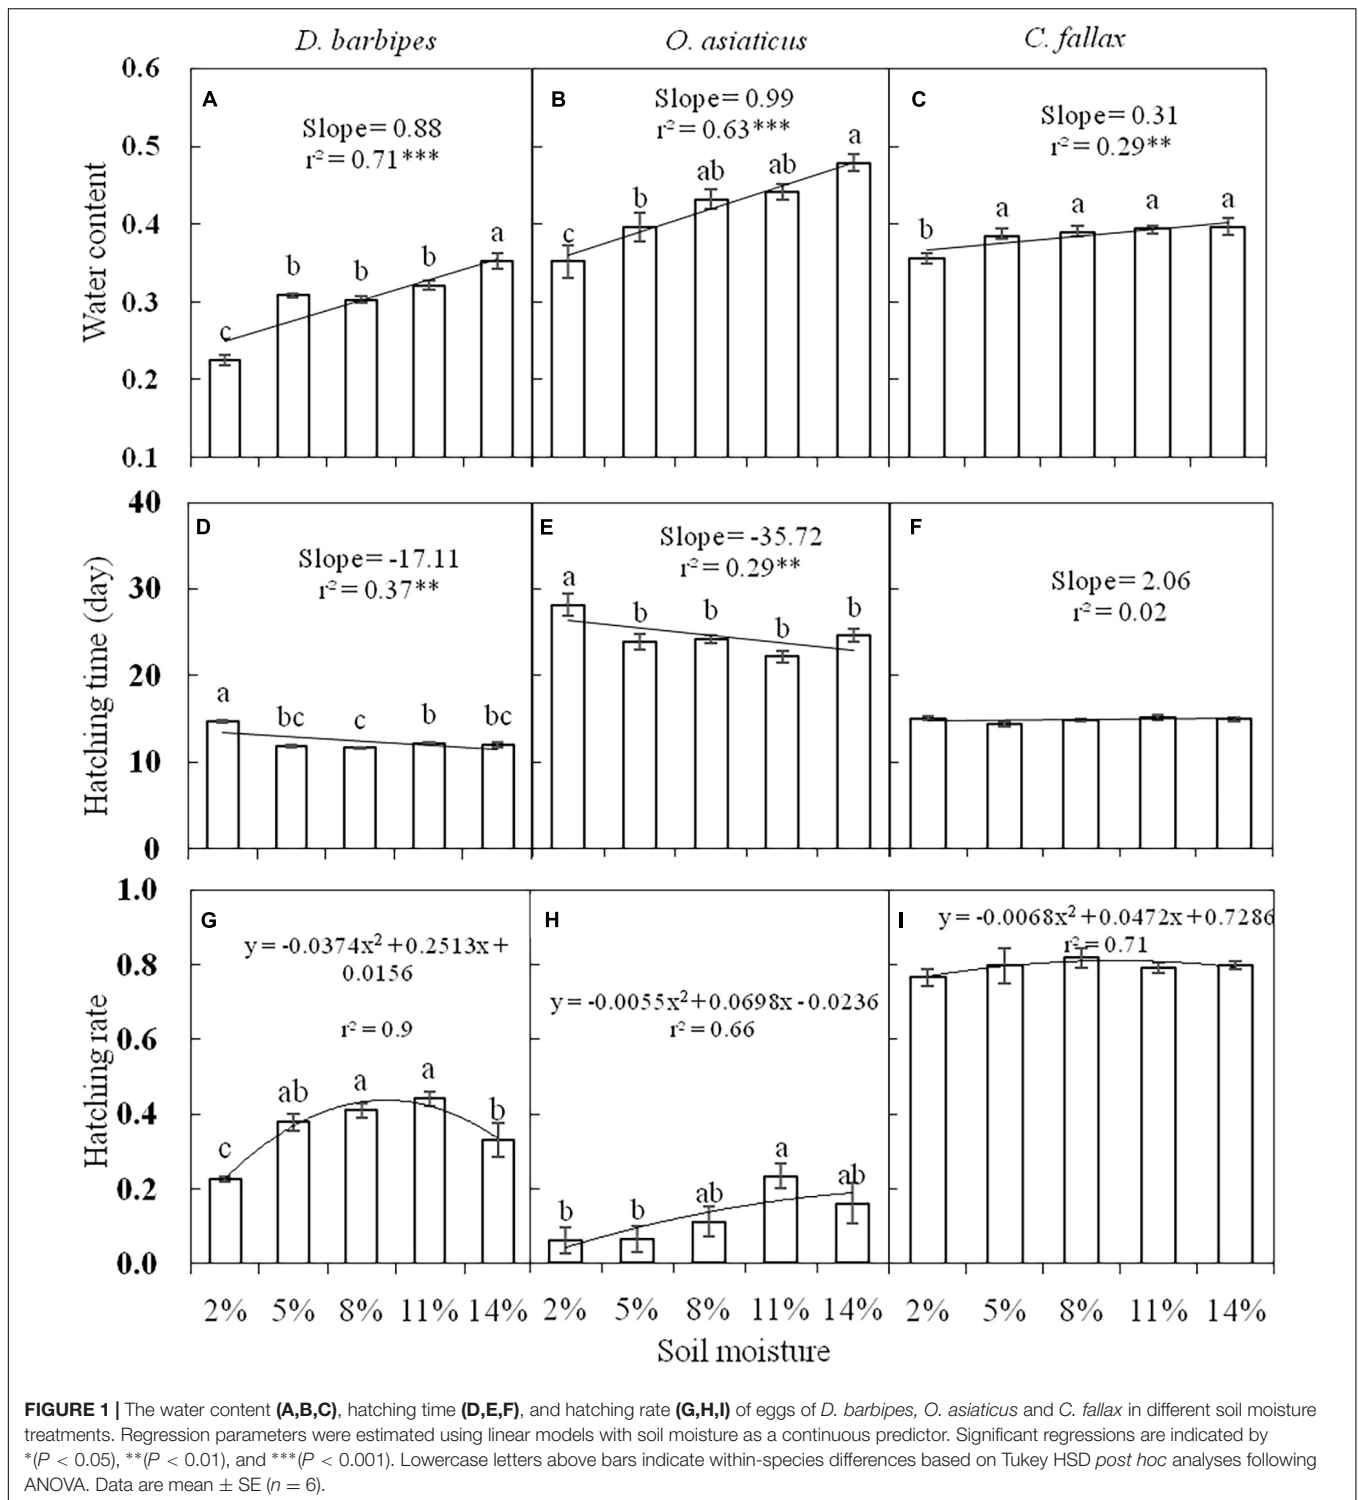 D. barbipes O. asiaticus C. fallax
0.6
0.5
0.4
0.3
0.2
0.1
Water content
A
Slope= 0.88
r²= 0.71***
c b b b a
B
Slope= 0.99
r²= 0.63***
c b ab ab a
C
Slope= 0.31
r²= 0.29**
b a a a a
40
30
20
10
0
Hatching time (day)
D
Slope= -17.11
r²= 0.37**
a bc c b bc
E
Slope= -35.72
r²= 0.29**
a b b b b
F
Slope= 2.06
r²= 0.02
1.0
0.8
0.6
0.4
0.2
0.0
Hatching rate
G
y = -0.0374x²+0.2513x+
0.0156
r²= 0.9
c ab a a b
H
y = -0.0055x²+0.0698x-0.0236
r²= 0.66
b b ab a ab
I
y = -0.0068x²+0.0472x+0.7286
r²= 0.71
2% 5% 8% 11% 14% 2% 5% 8% 11% 14% 2% 5% 8% 11% 14%
Soil moisture
FIGURE 1 | The water content (A,B,C), hatching time (D,E,F), and hatching rate (G,H,I) of eggs of D. barbipes, O. asiaticus and C. fallax in different soil moisture
treatments. Regression parameters were estimated using linear models with soil moisture as a continuous predictor. Significant regressions are indicated by
*(P < 0.05), **(P < 0.01), and ***(P < 0.001). Lowercase letters above bars indicate within-species differences based on Tukey HSD post hoc analyses following
ANOVA. Data are mean ± SE (n = 6).